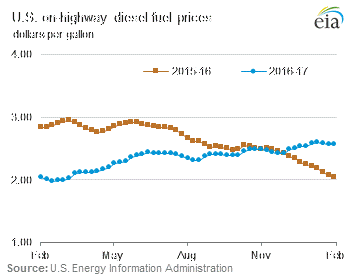 U.S. on-highway diesel fuel prices
dollars per gallon
eia
4.00
2015-16
2016-17
3.00
2.00
1.00
Feb
May
Aug
Nov
Feb
Source: U.S. Energy Information Administration